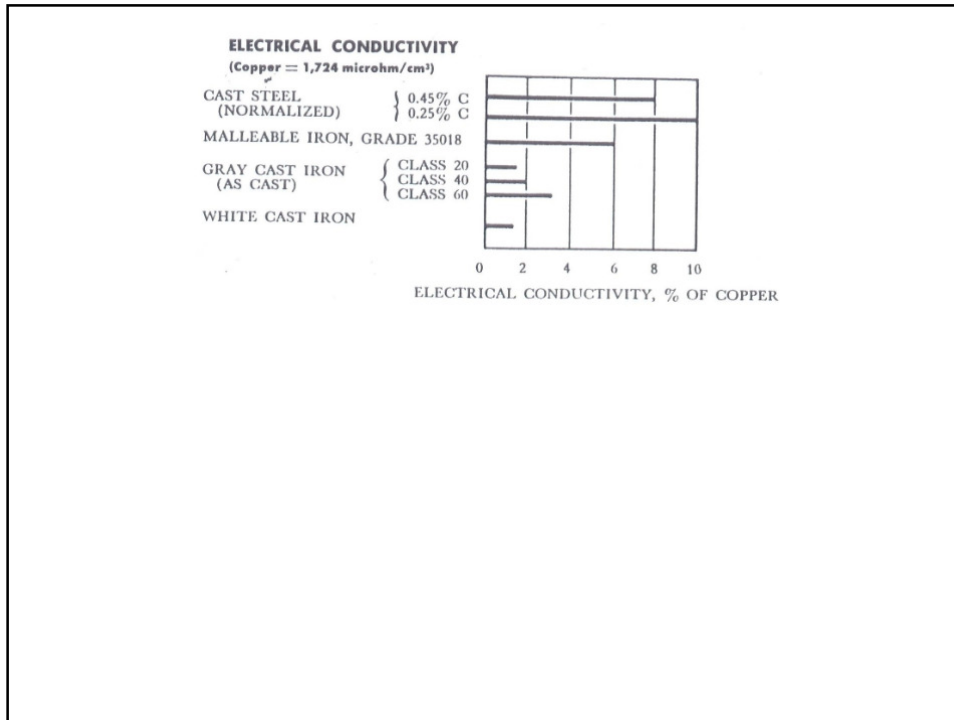 ELECTRICAL CONDUCTIVITY
(Copper = 1,724 microhm/cm³)
CAST STEEL } 0.45% C
(NORMALIZED) } 0.25% C
MALLEABLE IRON, GRADE 35018
GRAY CAST IRON { CLASS 20
(AS CAST) { CLASS 40
{ CLASS 60
WHITE CAST IRON
0 2 4 6 8 10
ELECTRICAL CONDUCTIVITY, % OF COPPER